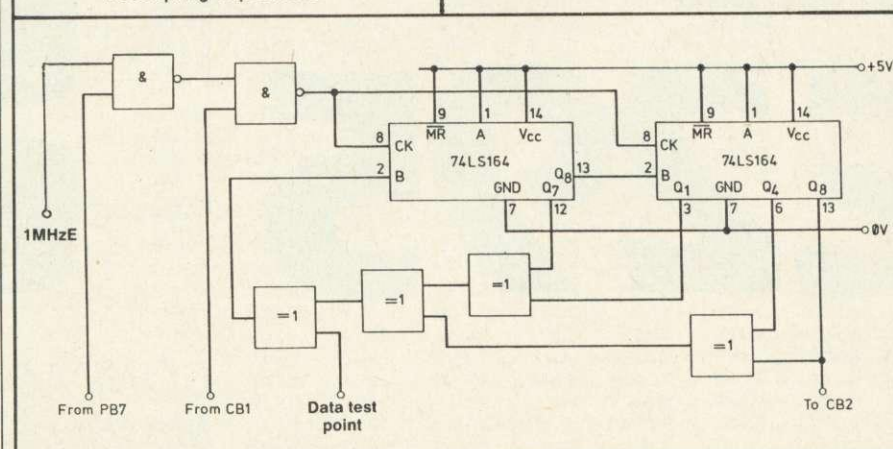 +5V
&
&
9
1
14
9
1
14
8
CK
MR
A
VCC
8
CK
MR
A
VCC
74LS164
74LS164
2
B
Q8
13
2
B
GND
Q7
Q1
GND
Q4
Q8
7
12
3
7
6
13
1MHzE
0V
=1
=1
=1
=1
From PB7
From CB1
Data test
point
To CB2